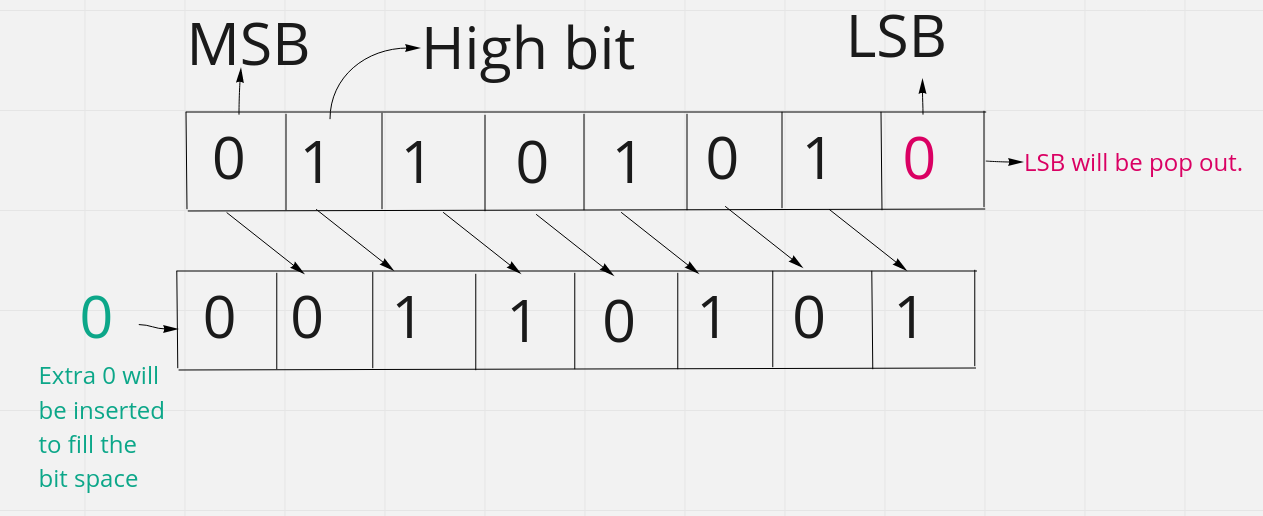 MSB High bit LSB
0 1 1 0 1 0 1 0
LSB will be pop out.
0 0 0 1 1 0 1 0 1
Extra 0 will
be inserted
to fill the
bit space